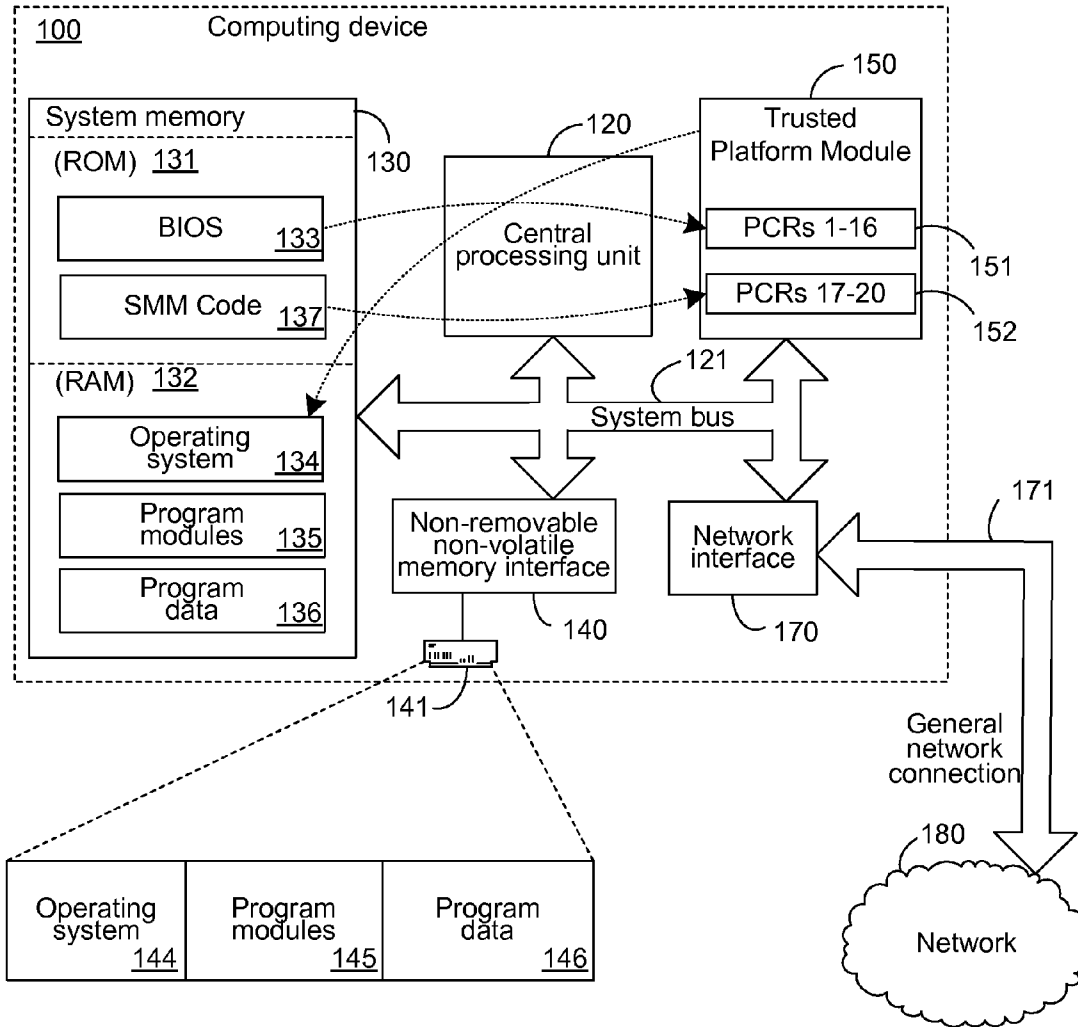 100
Computing device
System memory
130
(ROM) 131
BIOS
133
SMM Code
137
(RAM) 132
Operating
system
134
Program
modules
135
Program
data
136
120
Central
processing unit
150
Trusted
Platform Module
PCRs 1-16
151
PCRs 17-20
152
121
System bus
Non-removable
non-volatile
memory interface
140
141
Network
interface
170
171
General
network
connection
180
Network
Operating
system
144
Program
modules
145
Program
data
146